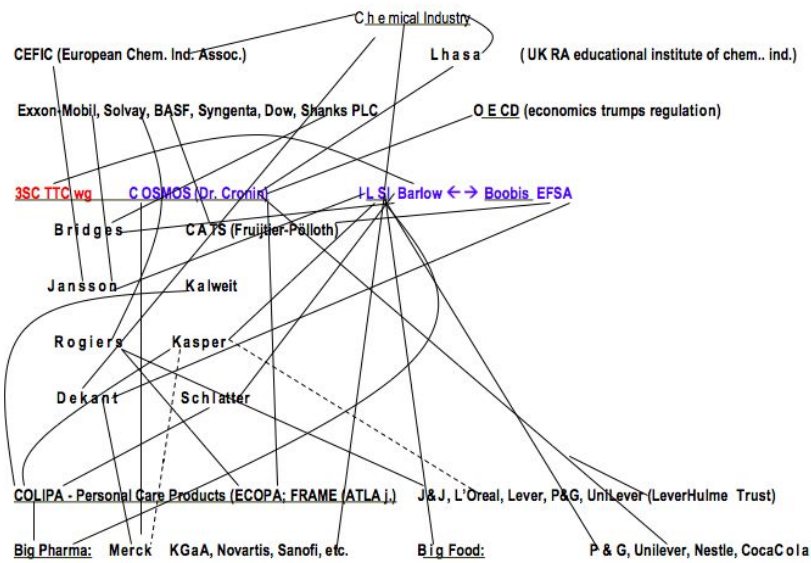 Chemical Industry
CEFIC (European Chem. Ind. Assoc.) Lhasa ( UK RA educational institute of chem.. ind.)
Exxon-Mobil, Solvay, BASF, Syngenta, Dow, Shanks PLC OECD (economics trumps regulation)
3SC TTC wg COSMOS (Dr. Cronin) ILSI Barlow ←→ Boobis EFSA
Bridges CATS (Fruijtier-Pölloth)
Jansson Kalweit
Rogiers Kasper
Dekant Schlatter
COLIPA - Personal Care Products (ECOPA; FRAME (ATLA j.) J&J, L'Oreal, Lever, P&G, UniLever (LeverHulme Trust)
Big Pharma: Merck KGaA, Novartis, Sanofi, etc. Big Food: P & G, Unilever, Nestle, CocaCola